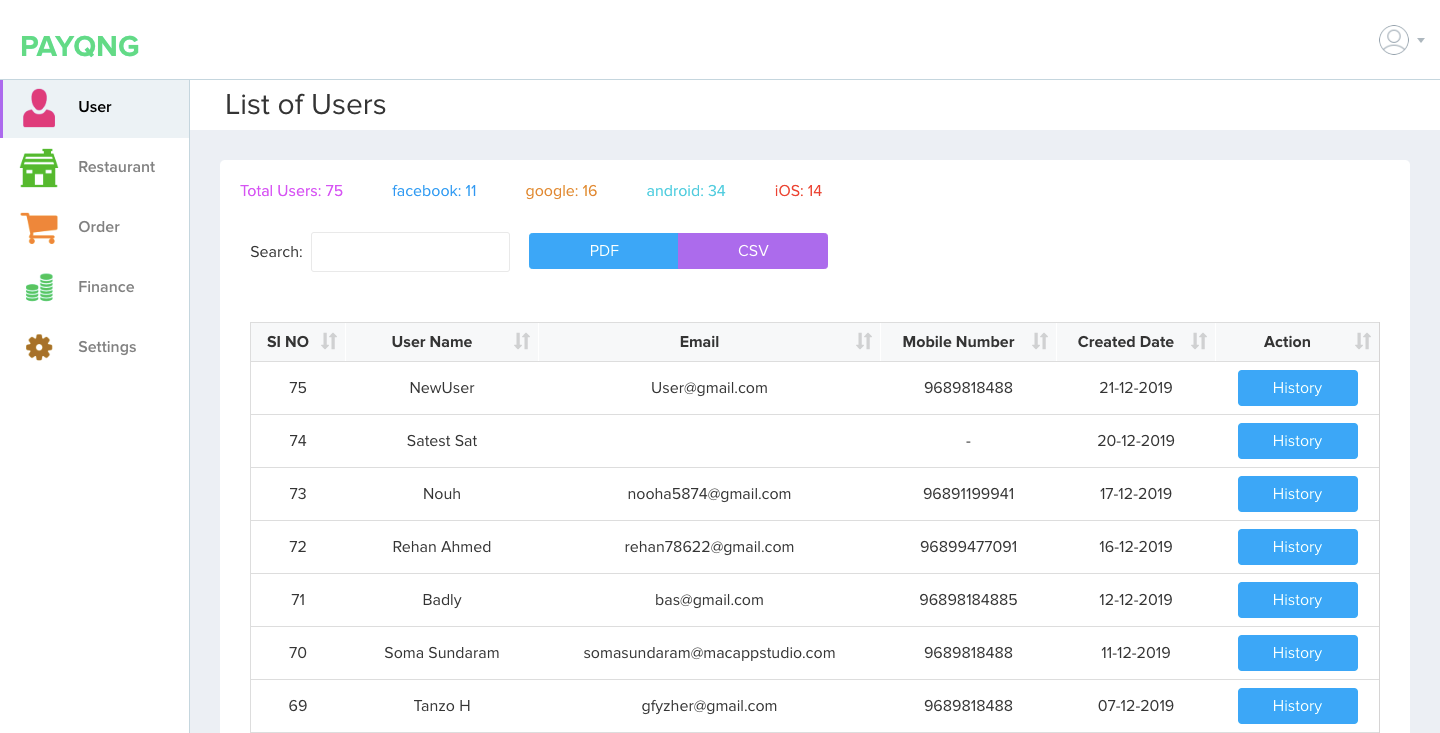 PAYQNG
User
Restaurant
Order
Finance
Settings
List of Users
Total Users: 75 facebook: 11 google: 16 android: 34 iOS: 14
Search: PDF CSV
SI NO User Name Email Mobile Number Created Date Action
75 NewUser User@gmail.com 9689818488 21-12-2019 History
74 Satest Sat - 20-12-2019 History
73 Nouh nooha5874@gmail.com 96891199941 17-12-2019 History
72 Rehan Ahmed rehan78622@gmail.com 96899477091 16-12-2019 History
71 Badly bas@gmail.com 96898184885 12-12-2019 History
70 Soma Sundaram somasundaram@macappstudio.com 9689818488 11-12-2019 History
69 Tanzo H gfyzher@gmail.com 9689818488 07-12-2019 History